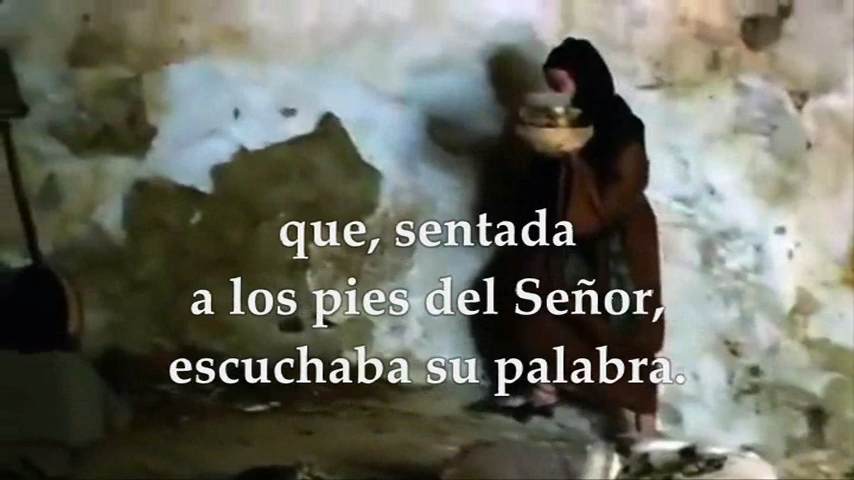 que, sentada
a los pies del Señor,
escuchaba su palabra.